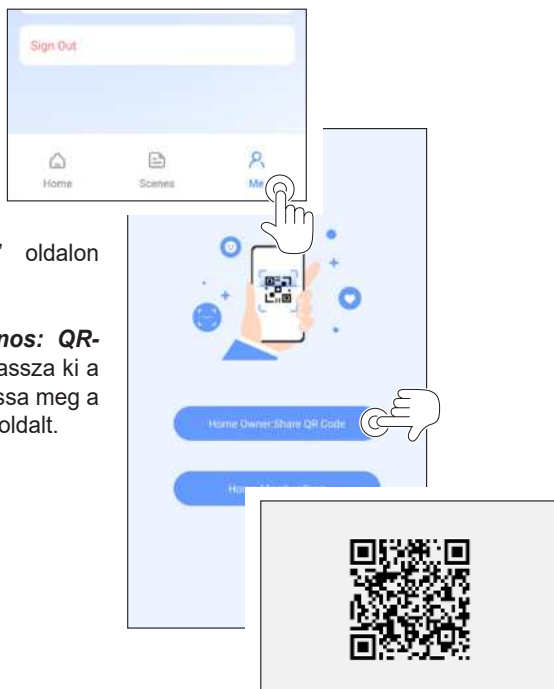 Sign Out
Home
Scenes
Me
” oldalon
nos: QR-
assza ki a
ssa meg a
oldalt.
Home Owner:Share QR Code